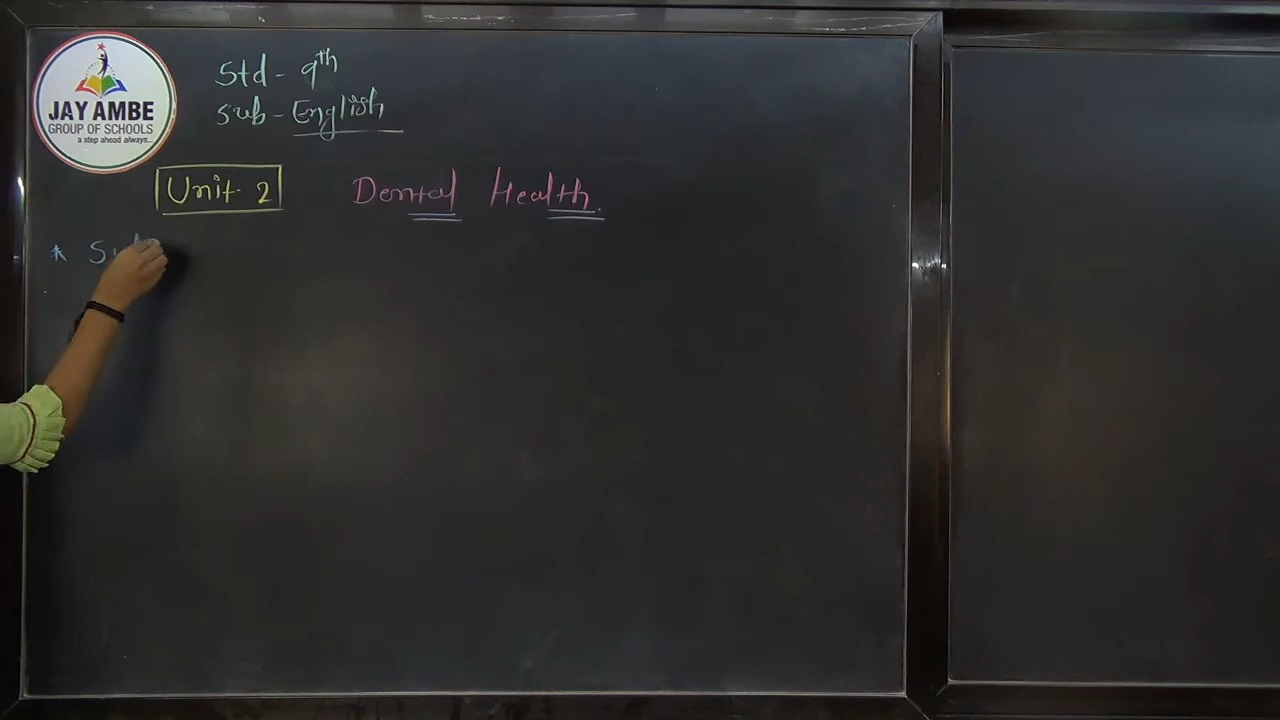 JAY AMBE
GROUP OF SCHOOLS
a step ahead always...
Std - 9th
Sub - English
Unit 2 Dental Health.